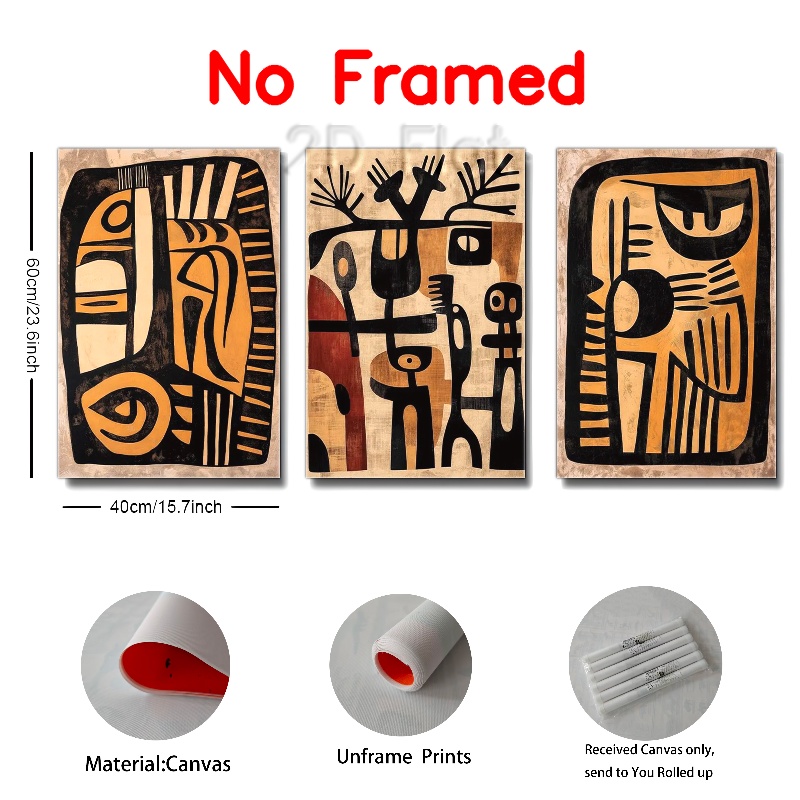 No Framed
2D Flat
60cm/23.6inch
40cm/15.7inch
Material:Canvas
Unframe Prints
Received Canvas only,
send to You Rolled up